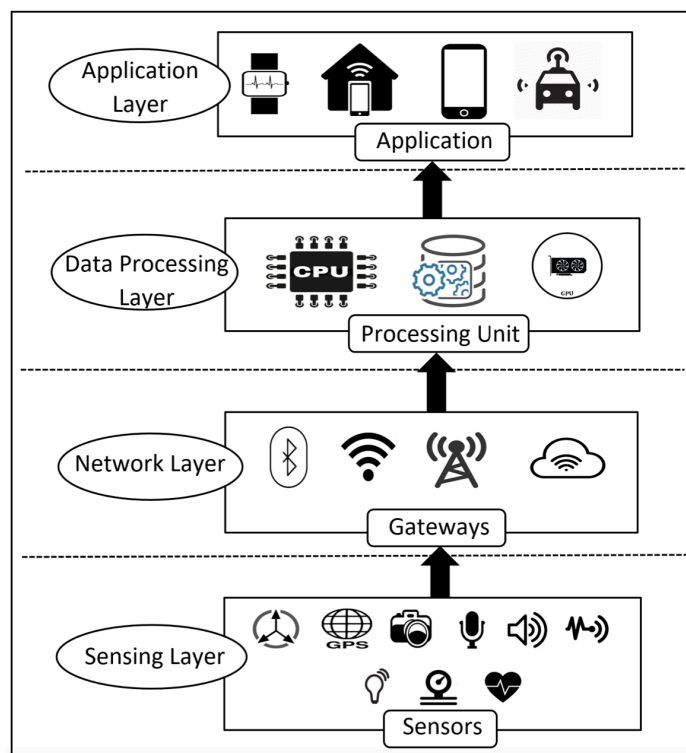 Application
Layer
Application
Data Processing
Layer
CPU
GPU
Processing Unit
Network Layer
Gateways
Sensing Layer
GPS
Sensors